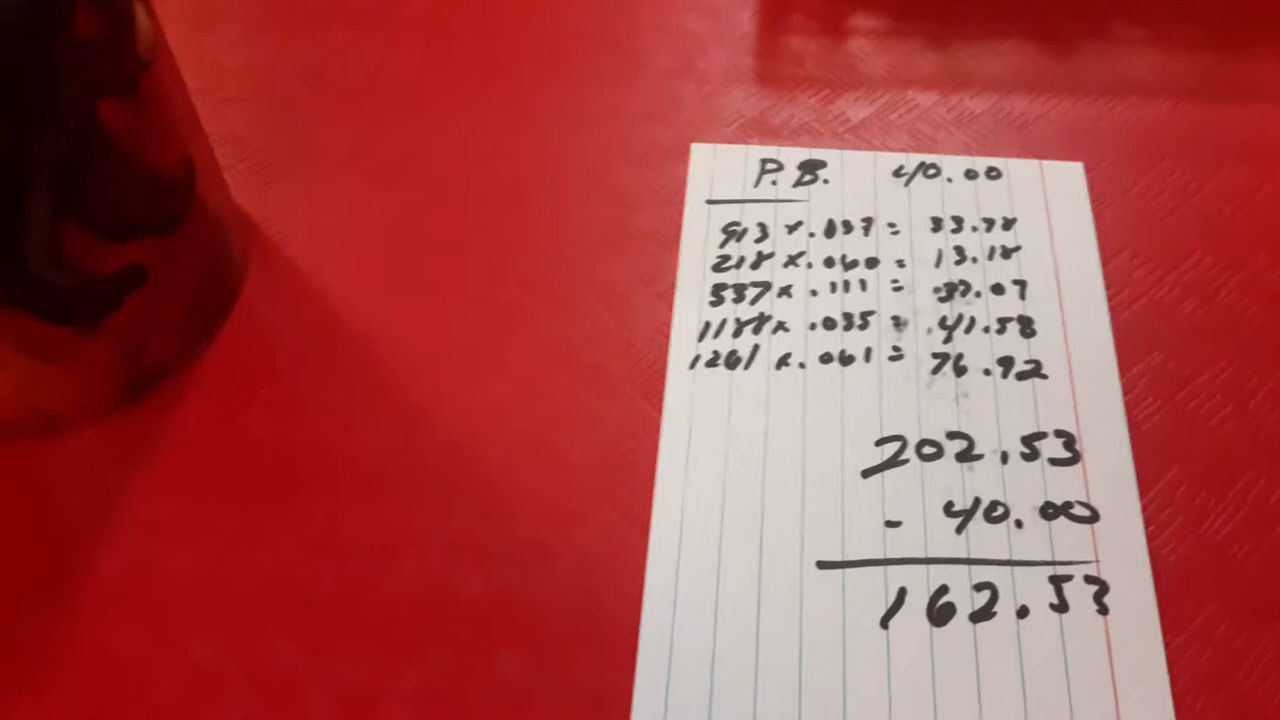 P.B. 40.00
913 x .037 = 33.78
218 x .060 = 13.18
337 x .111 = 37.07
1188 x .035 = 41.58
1261 x .061 = 76.92
202.53
- 40.00
162.53